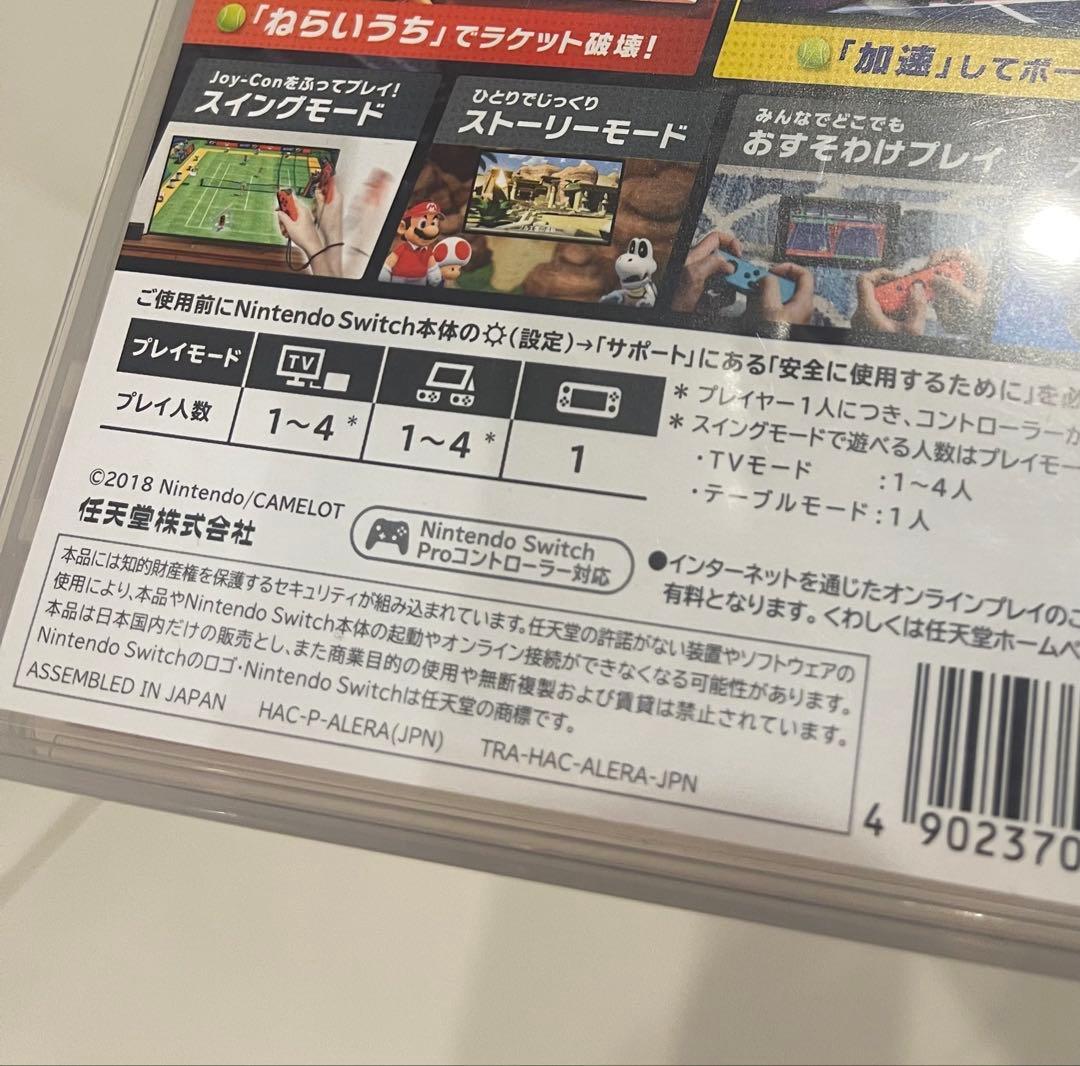 「ねらいうち」でラケット破壊!
「加速」してボー
Joy-Conをふってプレイ!
スイングモード
ひとりでじっくり
ストーリーモード
みんなでどこでも
おすそわけプレイ
ご使用前にNintendo Switch本体の(設定)→「サポート」にある「安全に使用するために」を必
プレイモード TV
プレイ人数 1~4* 1~4* 1
* プレイヤー1人につき、コントローラーが
* スイングモードで遊べる人数はプレイモー
・TVモード :1~4人
・テーブルモード:1人
©2018 Nintendo/CAMELOT
任天堂株式会社
Nintendo Switch
Proコントローラー対応
●インターネットを通じたオンラインプレイのご
有料となります。くわしくは任天堂ホームペ
本品には知的財産権を保護するセキュリティが組み込まれています。任天堂の許諾がない装置やソフトウェアの
使用により、本品やNintendo Switch本体の起動やオンライン接続ができなくなる可能性があります。
本品は日本国内だけの販売とし、また商業目的の使用や無断複製および賃貸は禁止されています。
Nintendo Switchのロゴ・Nintendo Switchは任天堂の商標です。
ASSEMBLED IN JAPAN HAC-P-ALERA(JPN) TRA-HAC-ALERA-JPN
4 902370